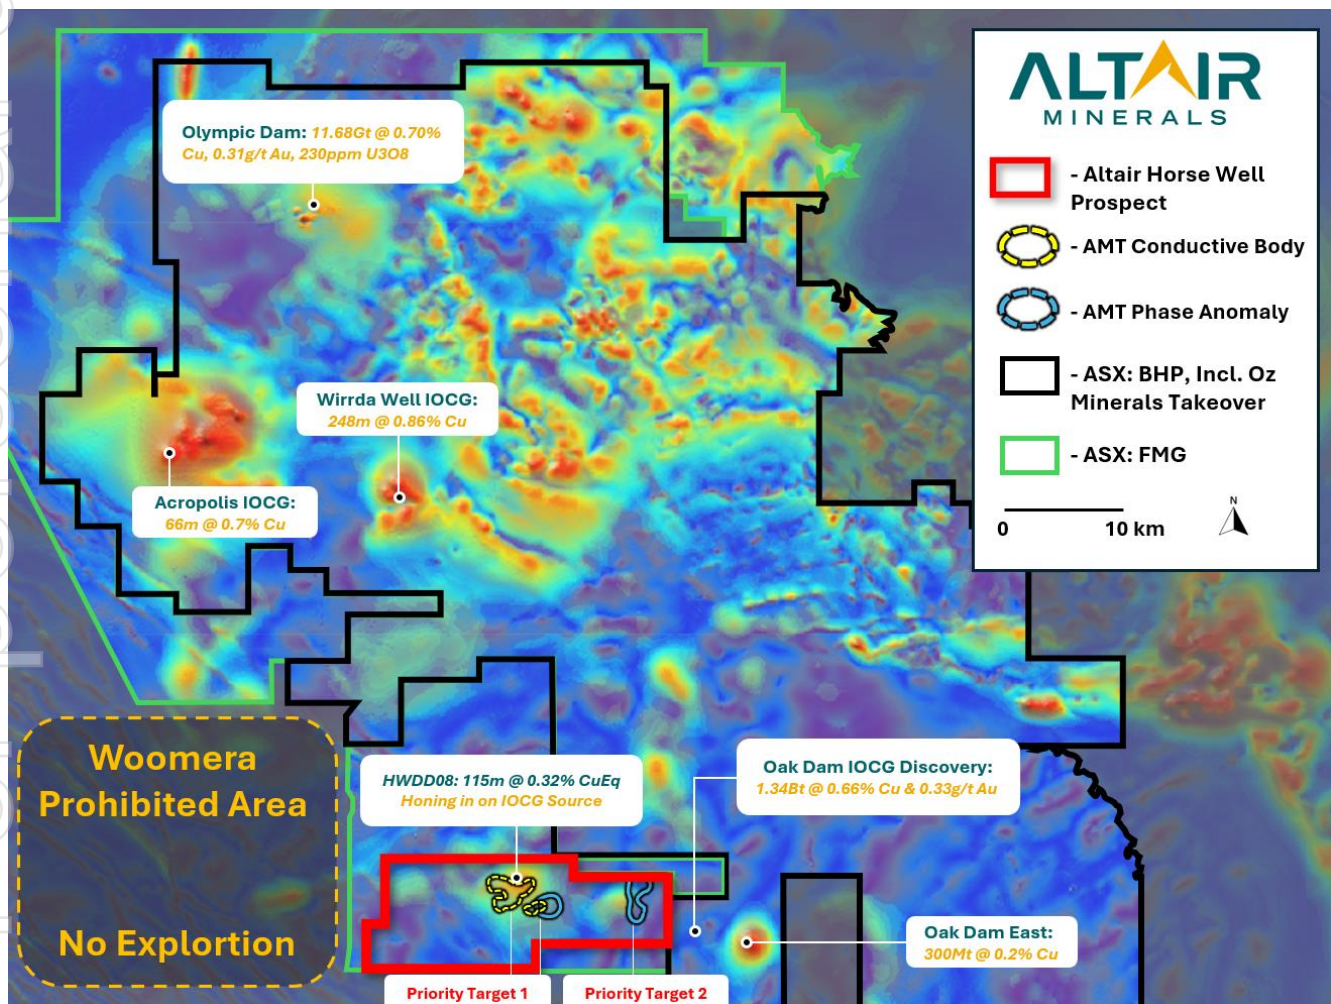 Olympic Dam: 11.68Gt @ 0.70%
Cu, 0.31g/t Au, 230ppm U3O8
Wirrda Well IOCG:
248m @ 0.86% Cu
Acropolis IOCG:
66m @ 0.7% Cu
ALTAIR
MINERALS
- Altair Horse Well
Prospect
- AMT Conductive Body
- AMT Phase Anomaly
- ASX: BHP, Incl. Oz
Minerals Takeover
- ASX: FMG
0 10 km
N
Woomera
Prohibited Area
No Explortion
HWDD08: 115m @ 0.32% CuEq
Honing in on IOCG Source
Oak Dam IOCG Discovery:
1.34Bt @ 0.66% Cu & 0.33g/t Au
Oak Dam East:
300Mt @ 0.2% Cu
Priority Target 1
Priority Target 2